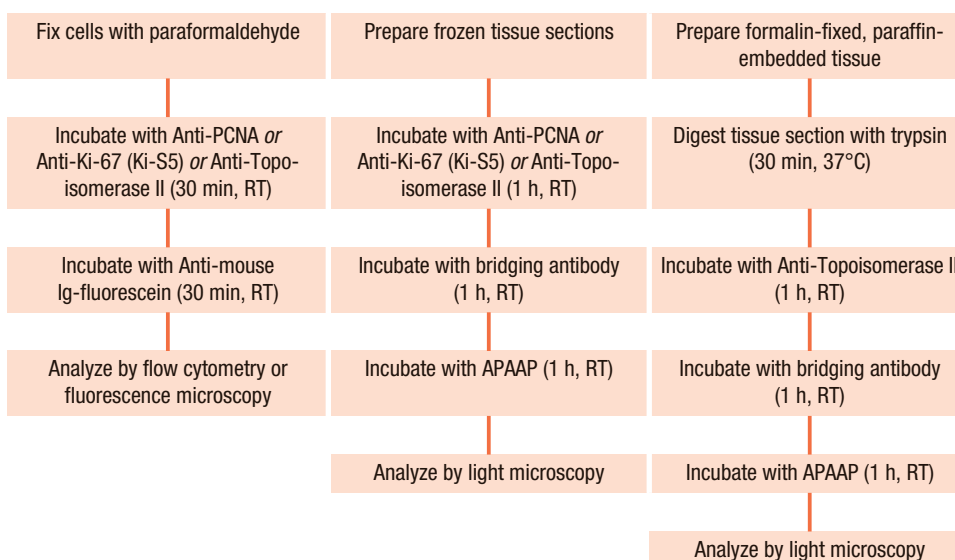 Fix cells with paraformaldehyde
Incubate with Anti-PCNA or
Anti-Ki-67 (Ki-S5) or Anti-Topo-
isomerase II (30 min, RT)
Incubate with Anti-mouse
Ig-fluorescein (30 min, RT)
Analyze by flow cytometry or
fluorescence microscopy
Prepare frozen tissue sections
Incubate with Anti-PCNA or
Anti-Ki-67 (Ki-S5) or Anti-Topo-
isomerase II (1 h, RT)
Incubate with bridging antibody
(1 h, RT)
Incubate with APAAP (1 h, RT)
Analyze by light microscopy
Prepare formalin-fixed, paraffin-
embedded tissue
Digest tissue section with trypsin
(30 min, 37°C)
Incubate with Anti-Topoisomerase II
(1 h, RT)
Incubate with bridging antibody
(1 h, RT)
Incubate with APAAP (1 h, RT)
Analyze by light microscopy